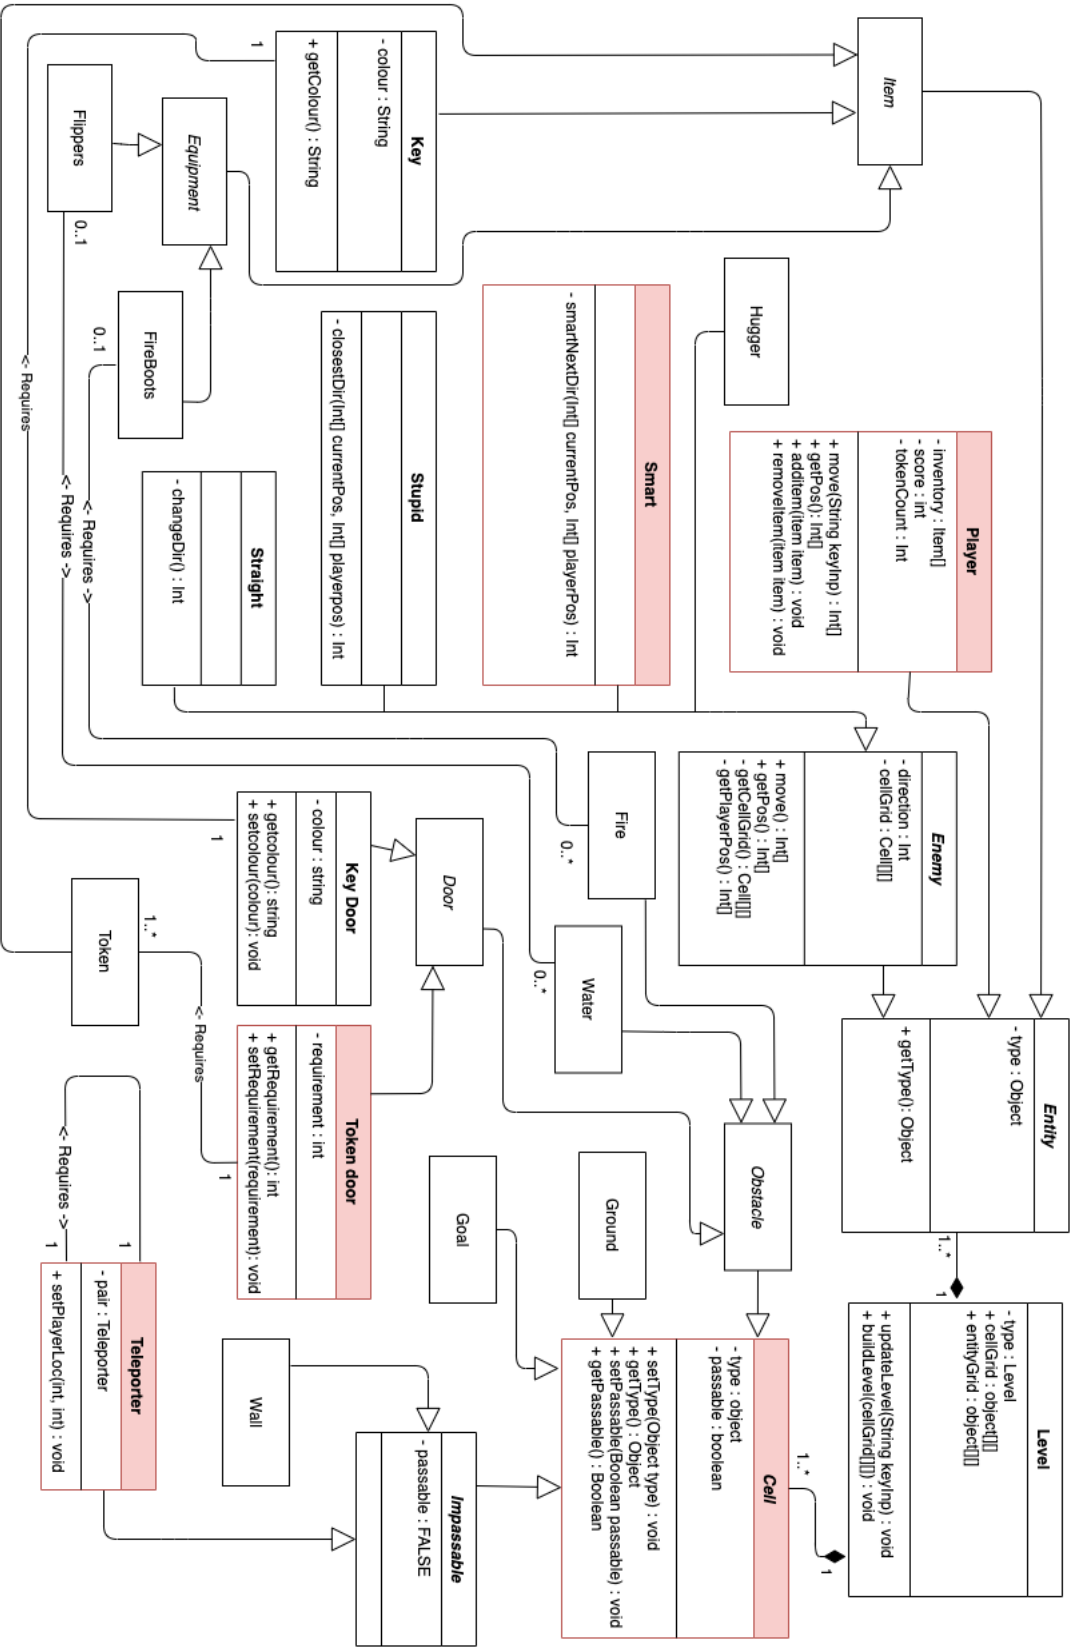 Level
- type : Level
+ cellGrid : object[][]
+ entityGrid : object[][]
+ updateLevel(String keyInp) : void
+ buildLevel(cellGrid[][]) : void
1
1..*
1
1..*
Entity
- type : Object
+ getType(): Object
Item
Player
- inventory : Item[]
- score : int
- tokenCount : Int
+ move(String keyInp) : Int[]
+ getPos(): Int[]
+ additem(item item) : void
+ removeItem(item item) : void
Enemy
- direction : Int
- cellGrid : Cell[][]
+ move() : Int[]
+ getPos() : Int[]
- getCellGrid() : Cell[][]
- getPlayerPos() : Int[]
Hugger
Smart
- smartNextDir(Int[] currentPos, Int[] playerPos) : Int
Stupid
- closestDir(Int[] currentPos, Int[] playerpos) : Int
Straight
- changeDir() : Int
Key
- colour : String
+ getColour() : String
1
Equipment
Flippers
0..1
FireBoots
0..1
<- Requires
<- Requires ->
<- Requires ->
Cell
- type : object
- passable : boolean
+ setType(Object type) : void
+ getType() : Object
+ setPassable(Boolean passable) : void
+ getPassable() : Boolean
Obstacle
Ground
Goal
Fire
0..*
Water
0..*
Door
Key Door
- colour : string
+ getcolour(): string
+ setcolour(colour): void
1
Token door
- requirement : int
+ getRequirement(): int
+ setRequirement(requirement): void
1
Token
1..*
<- Requires
Impassable
- passable : FALSE
Wall
Teleporter
- pair : Teleporter
+ setPlayerLoc(int, int) : void
1
1
<- Requires ->